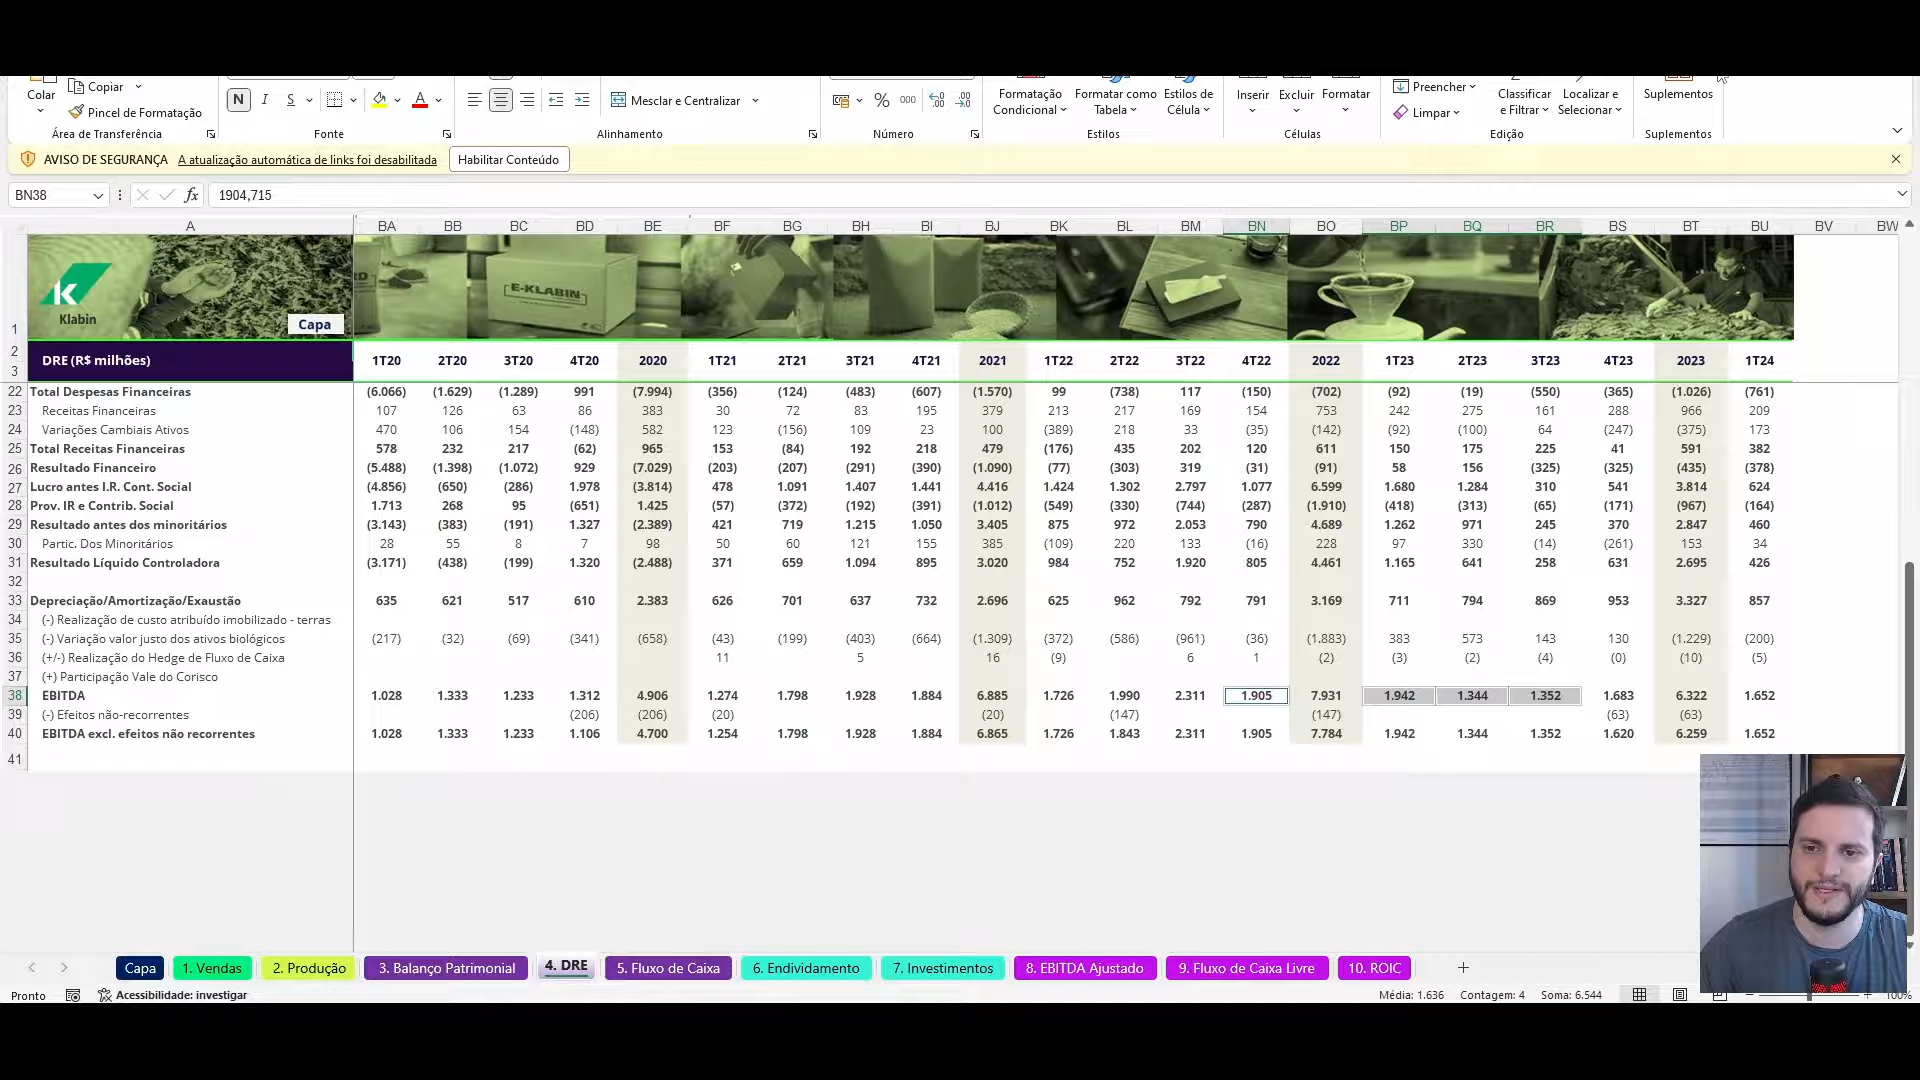 Colar
Copiar
Pincel de Formatação
Área de Transferência
N I S A
Fonte
Mesclar e Centralizar
Alinhamento
% 000
Número
Formatação Condicional
Formatar como Tabela
Estilos de Célula
Estilos
Inserir
Excluir
Formatar
Células
Preencher
Limpar
Classificar e Filtrar
Localizar e Selecionar
Edição
Suplementos
Suplementos
AVISO DE SEGURANÇA A atualização automática de links foi desabilitada Habilitar Conteúdo
BN38 fx 1904,715
A BA BB BC BD BE BF BG BH BI BJ BK BL BM BN BO BP BQ BR BS BT BU BV BW
E-KLABIN
Klabin
Capa
1
2
3
DRE (R$ milhões) 1T20 2T20 3T20 4T20 2020 1T21 2T21 3T21 4T21 2021 1T22 2T22 3T22 4T22 2022 1T23 2T23 3T23 4T23 2023 1T24
22 Total Despesas Financeiras (6.066) (1.629) (1.289) 991 (7.994) (356) (124) (483) (607) (1.570) 99 (738) 117 (150) (702) (92) (19) (550) (365) (1.026) (761)
23 Receitas Financeiras 107 126 63 86 383 30 72 83 195 379 213 217 169 154 753 242 275 161 288 966 209
24 Variações Cambiais Ativos 470 106 154 (148) 582 123 (156) 109 23 100 (389) 218 33 (35) (142) (92) (100) 64 (247) (375) 173
25 Total Receitas Financeiras 578 232 217 (62) 965 153 (84) 192 218 479 (176) 435 202 120 611 150 175 225 41 591 382
26 Resultado Financeiro (5.488) (1.398) (1.072) 929 (7.029) (203) (207) (291) (390) (1.090) (77) (303) 319 (31) (91) 58 156 (325) (325) (435) (378)
27 Lucro antes I.R. Cont. Social (4.856) (650) (286) 1.978 (3.814) 478 1.091 1.407 1.441 4.416 1.424 1.302 2.797 1.077 6.599 1.680 1.284 310 541 3.814 624
28 Prov. IR e Contrib. Social 1.713 268 95 (651) 1.425 (57) (372) (192) (391) (1.012) (549) (330) (744) (287) (1.910) (418) (313) (65) (171) (967) (164)
29 Resultado antes dos minoritários (3.143) (383) (191) 1.327 (2.389) 421 719 1.215 1.050 3.405 875 972 2.053 790 4.689 1.262 971 245 370 2.847 460
30 Partic. Dos Minoritários 28 55 8 7 98 50 60 121 155 385 (109) 220 133 (16) 228 97 330 (14) (261) 153 34
31 Resultado Líquido Controladora (3.171) (438) (199) 1.320 (2.488) 371 659 1.094 895 3.020 984 752 1.920 805 4.461 1.165 641 258 631 2.695 426
32
33 Depreciação/Amortização/Exaustão 635 621 517 610 2.383 626 701 637 732 2.696 625 962 792 791 3.169 711 794 869 953 3.327 857
34 (-) Realização de custo atribuído imobilizado - terras
35 (-) Variação valor justo dos ativos biológicos (217) (32) (69) (341) (658) (43) (199) (403) (664) (1.309) (372) (586) (961) (36) (1.883) 383 573 143 130 (1.229) (200)
36 (+/-) Realização do Hedge de Fluxo de Caixa 11 5 16 (9) 6 1 (2) (3) (2) (4) (0) (10) (5)
37 (+) Participação Vale do Corisco
38 EBITDA 1.028 1.333 1.233 1.312 4.906 1.274 1.798 1.928 1.884 6.885 1.726 1.990 2.311 1.905 7.931 1.942 1.344 1.352 1.683 6.322 1.652
39 (-) Efeitos não-recorrentes (206) (206) (20) (20) (147) (147) (63) (63)
40 EBITDA excl. efeitos não recorrentes 1.028 1.333 1.233 1.106 4.700 1.254 1.798 1.928 1.884 6.865 1.726 1.843 2.311 1.905 7.784 1.942 1.344 1.352 1.620 6.259 1.652
41
Capa 1. Vendas 2. Produção 3. Balanço Patrimonial 4. DRE 5. Fluxo de Caixa 6. Endividamento 7. Investimentos 8. EBITDA Ajustado 9. Fluxo de Caixa Livre 10. ROIC
Pronto Acessibilidade: investigar Média: 1.636 Contagem: 4 Soma: 6.544 100%